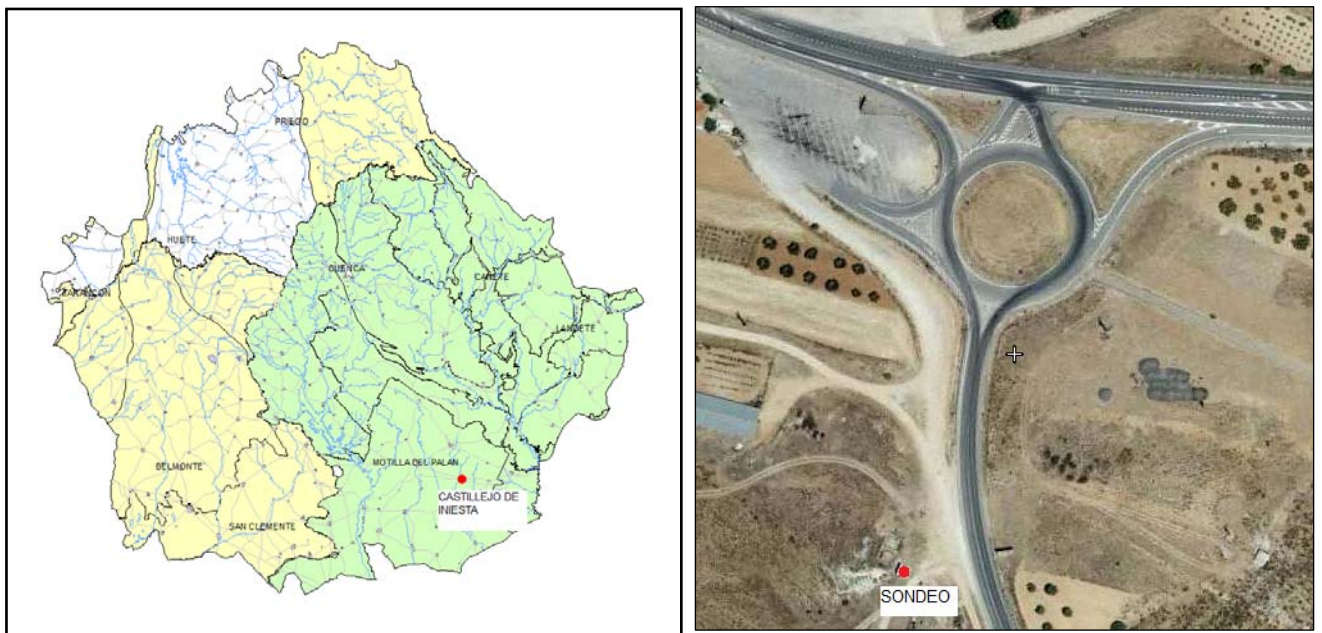 PRIEGO
HUETE
TARANCON
CUENCA
CAÑETE
LANDETE
BELMONTE
MOTILLA DEL PALAN
CASTILLEJO DE
INIESTA
SAN CLEMENTE
SONDEO